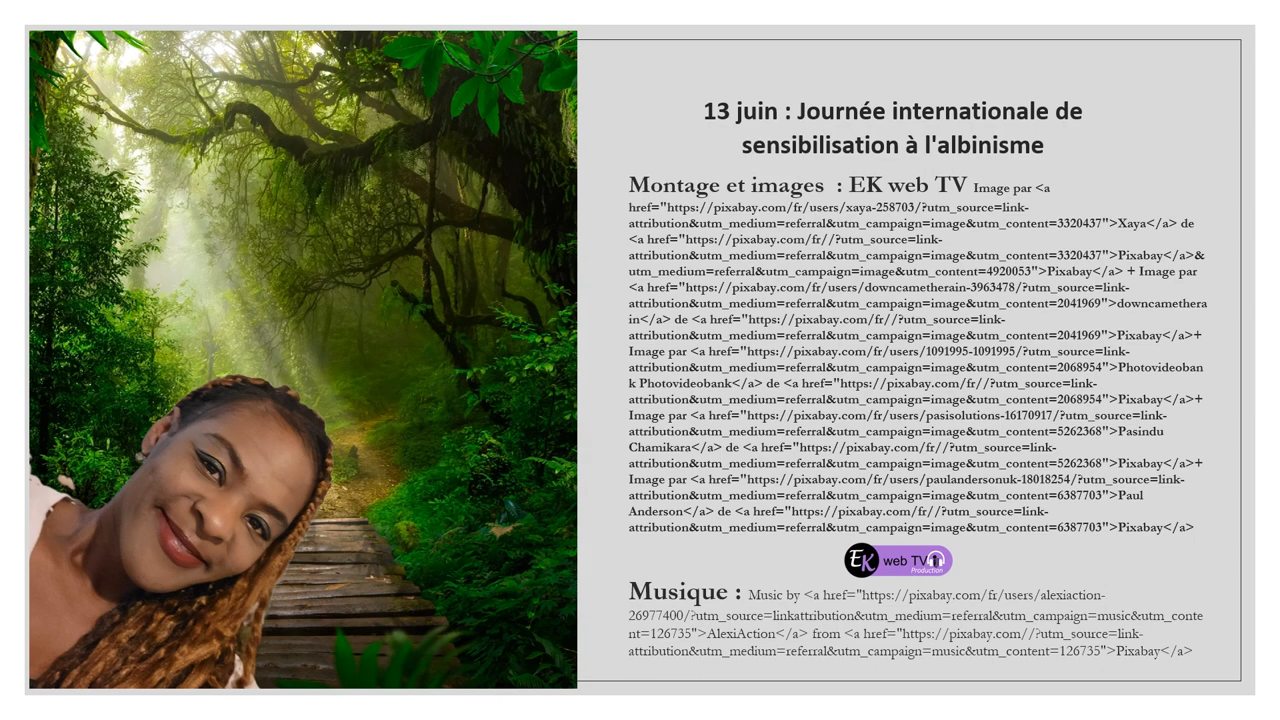 13 juin : Journée internationale de
sensibilisation à l'albinisme
Montage et images : EK web TV Image par <a
href="https://pixabay.com/fr/users/xaya-258703/?utm_source=link-
attribution&utm_medium=referral&utm_campaign=image&utm_content=3320437">Xaya</a> de
<a href="https://pixabay.com/fr//?utm_source=link-
attribution&utm_medium=referral&utm_campaign=image&utm_content=3320437">Pixabay</a>&
utm_medium=referral&utm_campaign=image&utm_content=4920053">Pixabay</a> + Image par
<a href="https://pixabay.com/fr/users/downcametherain-3963478/?utm_source=link-
attribution&utm_medium=referral&utm_campaign=image&utm_content=2041969">downcamethera
in</a> de <a href="https://pixabay.com/fr//?utm_source=link-
attribution&utm_medium=referral&utm_campaign=image&utm_content=2041969">Pixabay</a>+
Image par <a href="https://pixabay.com/fr/users/1091995-1091995/?utm_source=link-
attribution&utm_medium=referral&utm_campaign=image&utm_content=2068954">Photovideoban
k Photovideobank</a> de <a href="https://pixabay.com/fr//?utm_source=link-
attribution&utm_medium=referral&utm_campaign=image&utm_content=2068954">Pixabay</a>+
Image par <a href="https://pixabay.com/fr/users/pasisolutions-16170917/?utm_source=link-
attribution&utm_medium=referral&utm_campaign=image&utm_content=5262368">Pasindu
Chamikara</a> de <a href="https://pixabay.com/fr//?utm_source=link-
attribution&utm_medium=referral&utm_campaign=image&utm_content=5262368">Pixabay</a>+
Image par <a href="https://pixabay.com/fr/users/paulandersonuk-18018254/?utm_source=link-
attribution&utm_medium=referral&utm_campaign=image&utm_content=6387703">Paul
Anderson</a> de <a href="https://pixabay.com/fr//?utm_source=link-
attribution&utm_medium=referral&utm_campaign=image&utm_content=6387703">Pixabay</a>
EK web TV
Production
Musique : Music by <a href="https://pixabay.com/fr/users/alexiaction-
26977400/?utm_source=linkattribution&utm_medium=referral&utm_campaign=music&utm_conte
nt=126735">AlexiAction</a> from <a href="https://pixabay.com//?utm_source=link-
attribution&utm_medium=referral&utm_campaign=music&utm_content=126735">Pixabay</a>